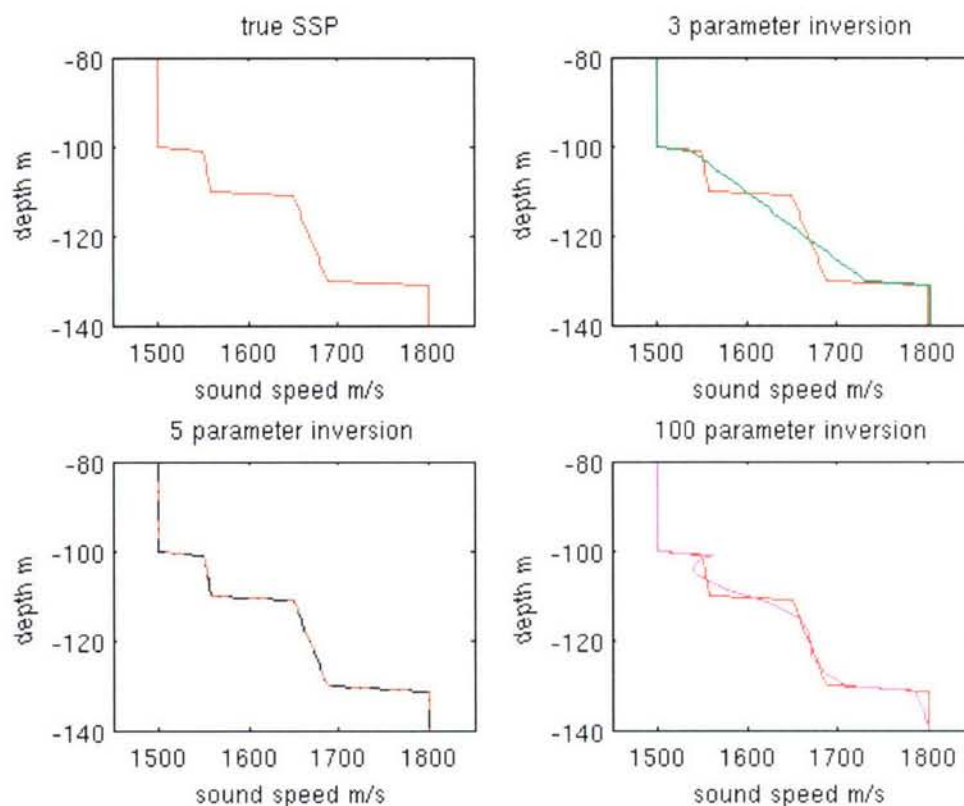 true SSP
-80
-100
-120
-140
depth m
1500 1600 1700 1800
sound speed m/s
3 parameter inversion
-80
-100
-120
-140
depth m
1500 1600 1700 1800
sound speed m/s
5 parameter inversion
-80
-100
-120
-140
depth m
1500 1600 1700 1800
sound speed m/s
100 parameter inversion
-80
-100
-120
-140
depth m
1500 1600 1700 1800
sound speed m/s